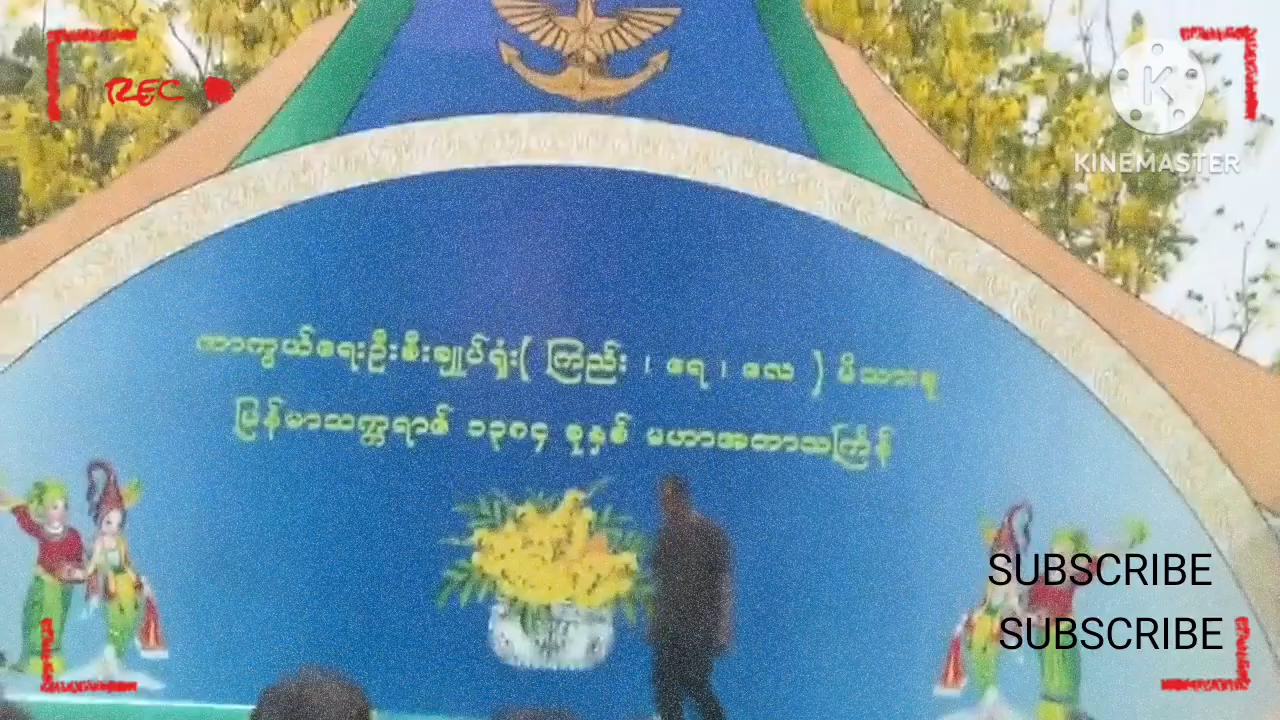 REC
KINEMASTER
ကာကွယ်ရေးဦးစီးချုပ်ရုံး( ကြည်း ၊ ရေ ၊ လေ ) မိသားစု
မြန်မာသက္ကရာဇ် ၁၃၈၄ ခုနှစ် မဟာအတာသင်္ကြန်
SUBSCRIBE
SUBSCRIBE